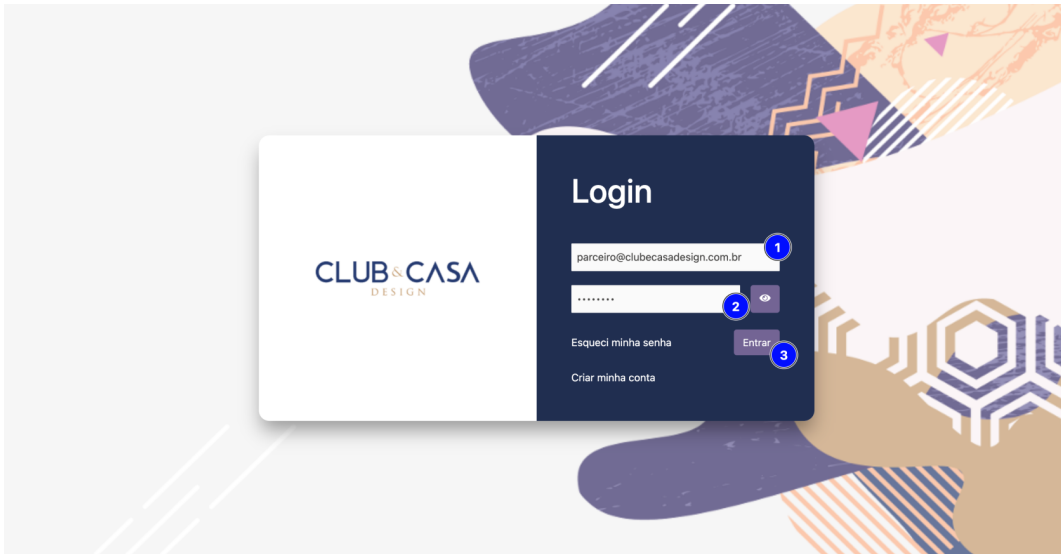 Login
parceiro@clubecasadesign.com.br
1
CLUB&CASA
DESIGN
........
2
Esqueci minha senha
Entrar
3
Criar minha conta